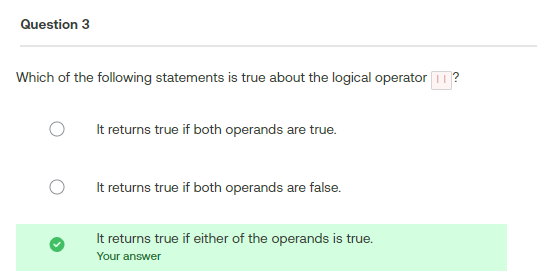 Question 3
Which of the following statements is true about the logical operator ||?
It returns true if both operands are true.
It returns true if both operands are false.
It returns true if either of the operands is true.
Your answer